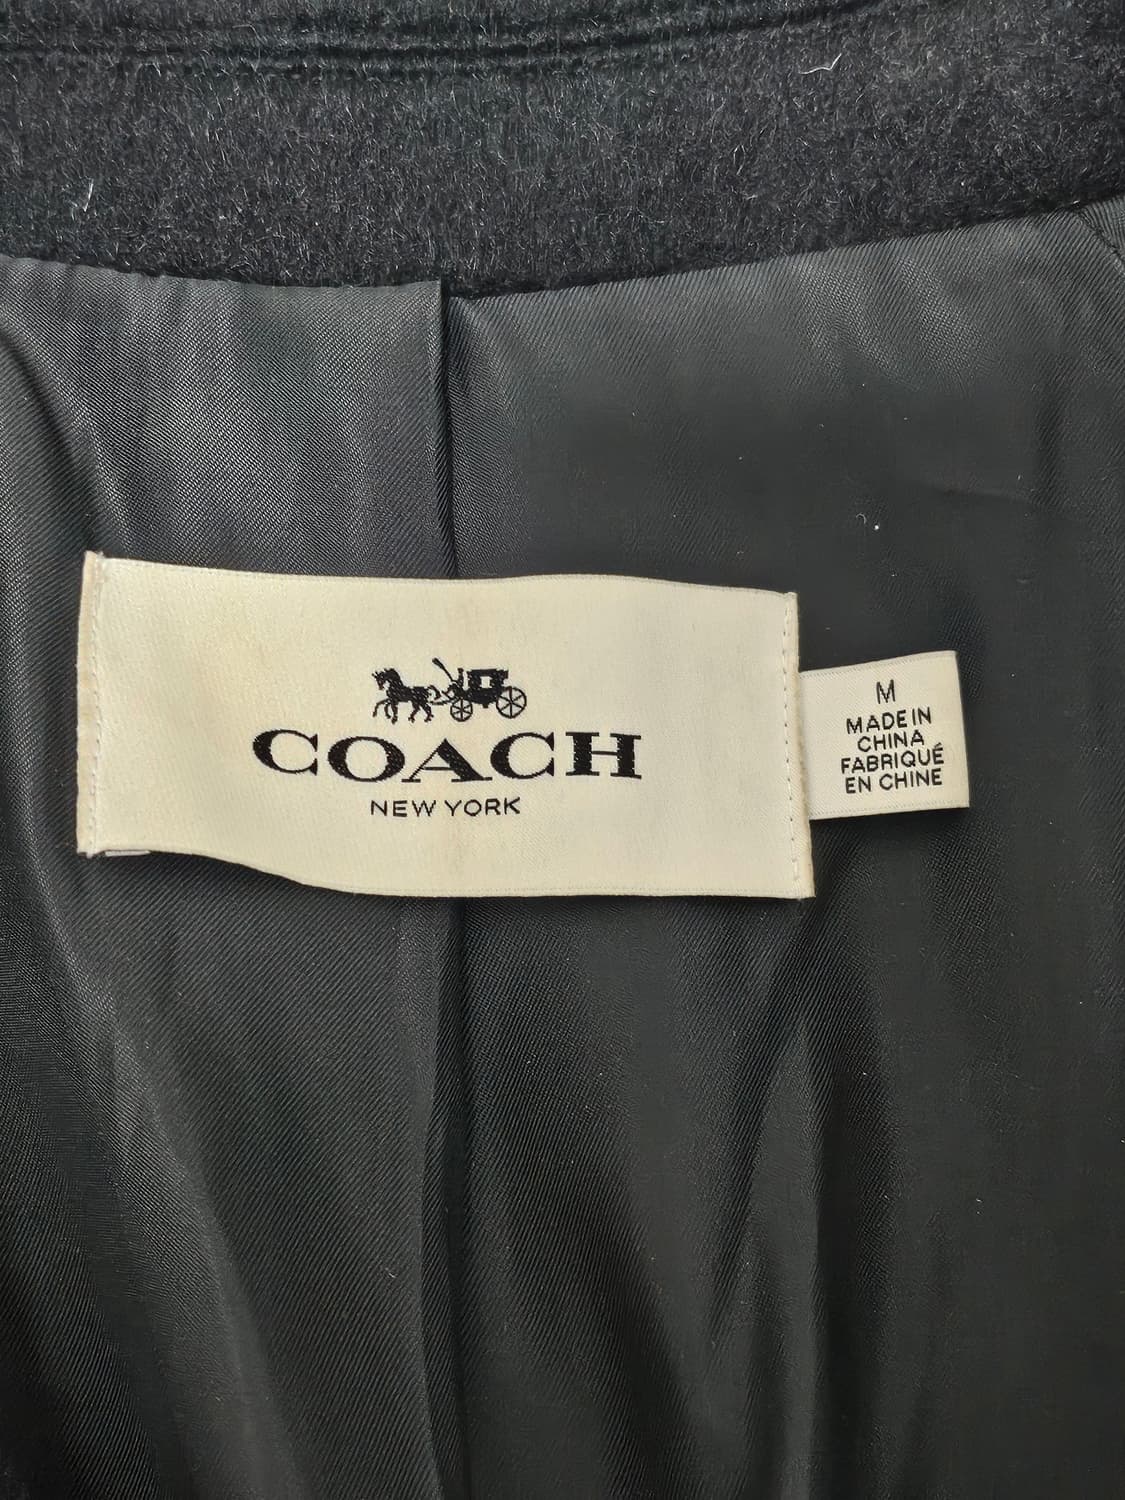 COACH
NEW YORK
M
MADE IN
CHINA
FABRIQUÉ
EN CHINE